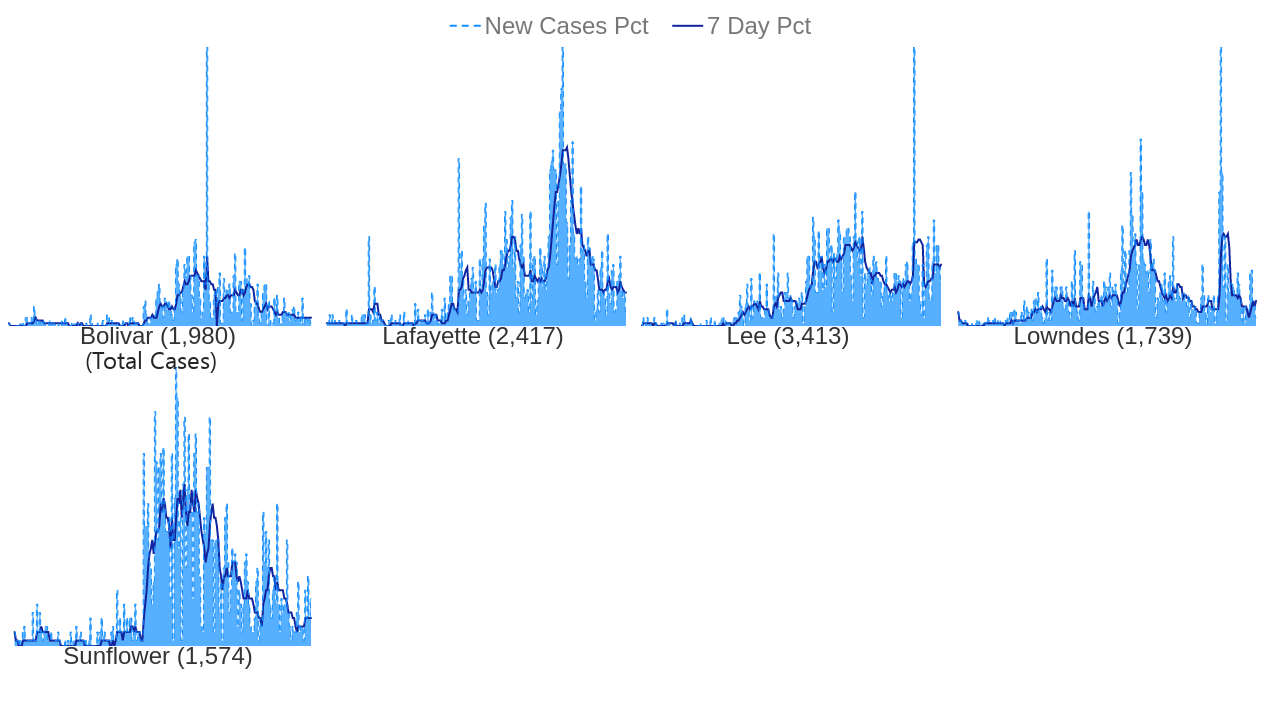 New Cases Pct 7 Day Pct
Bolivar (1,980) Lafayette (2,417) Lee (3,413) Lowndes (1,739)
(Total Cases)
Sunflower (1,574)